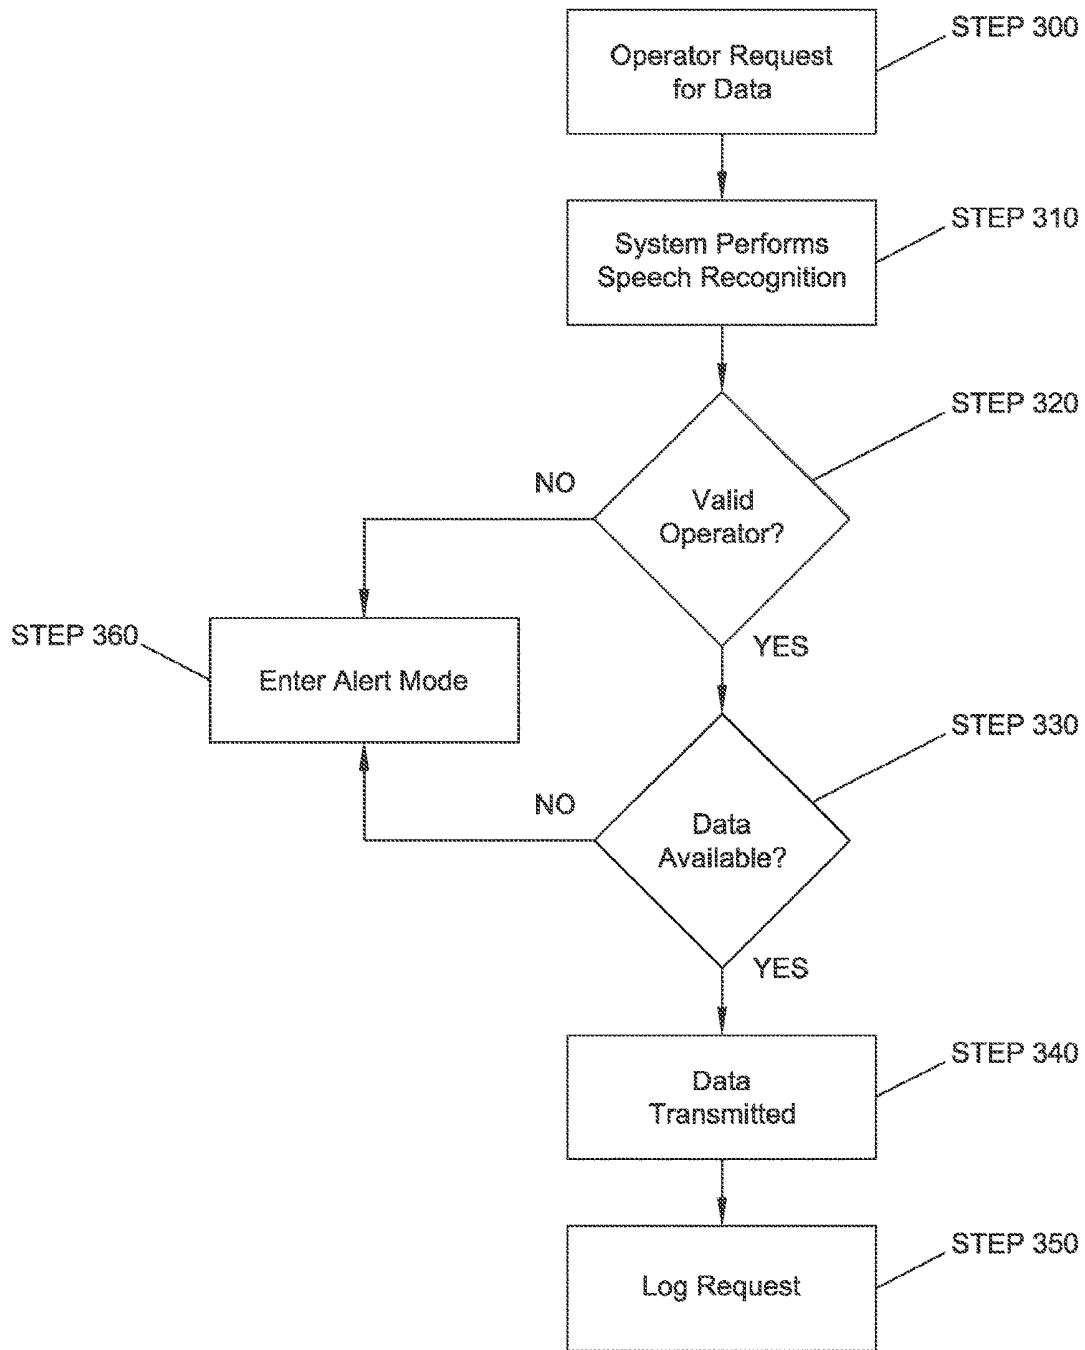 STEP 300
Operator Request
for Data
STEP 310
System Performs
Speech Recognition
STEP 320
NO
Valid
Operator?
YES
STEP 360
Enter Alert Mode
STEP 330
NO
Data
Available?
YES
STEP 340
Data
Transmitted
STEP 350
Log Request